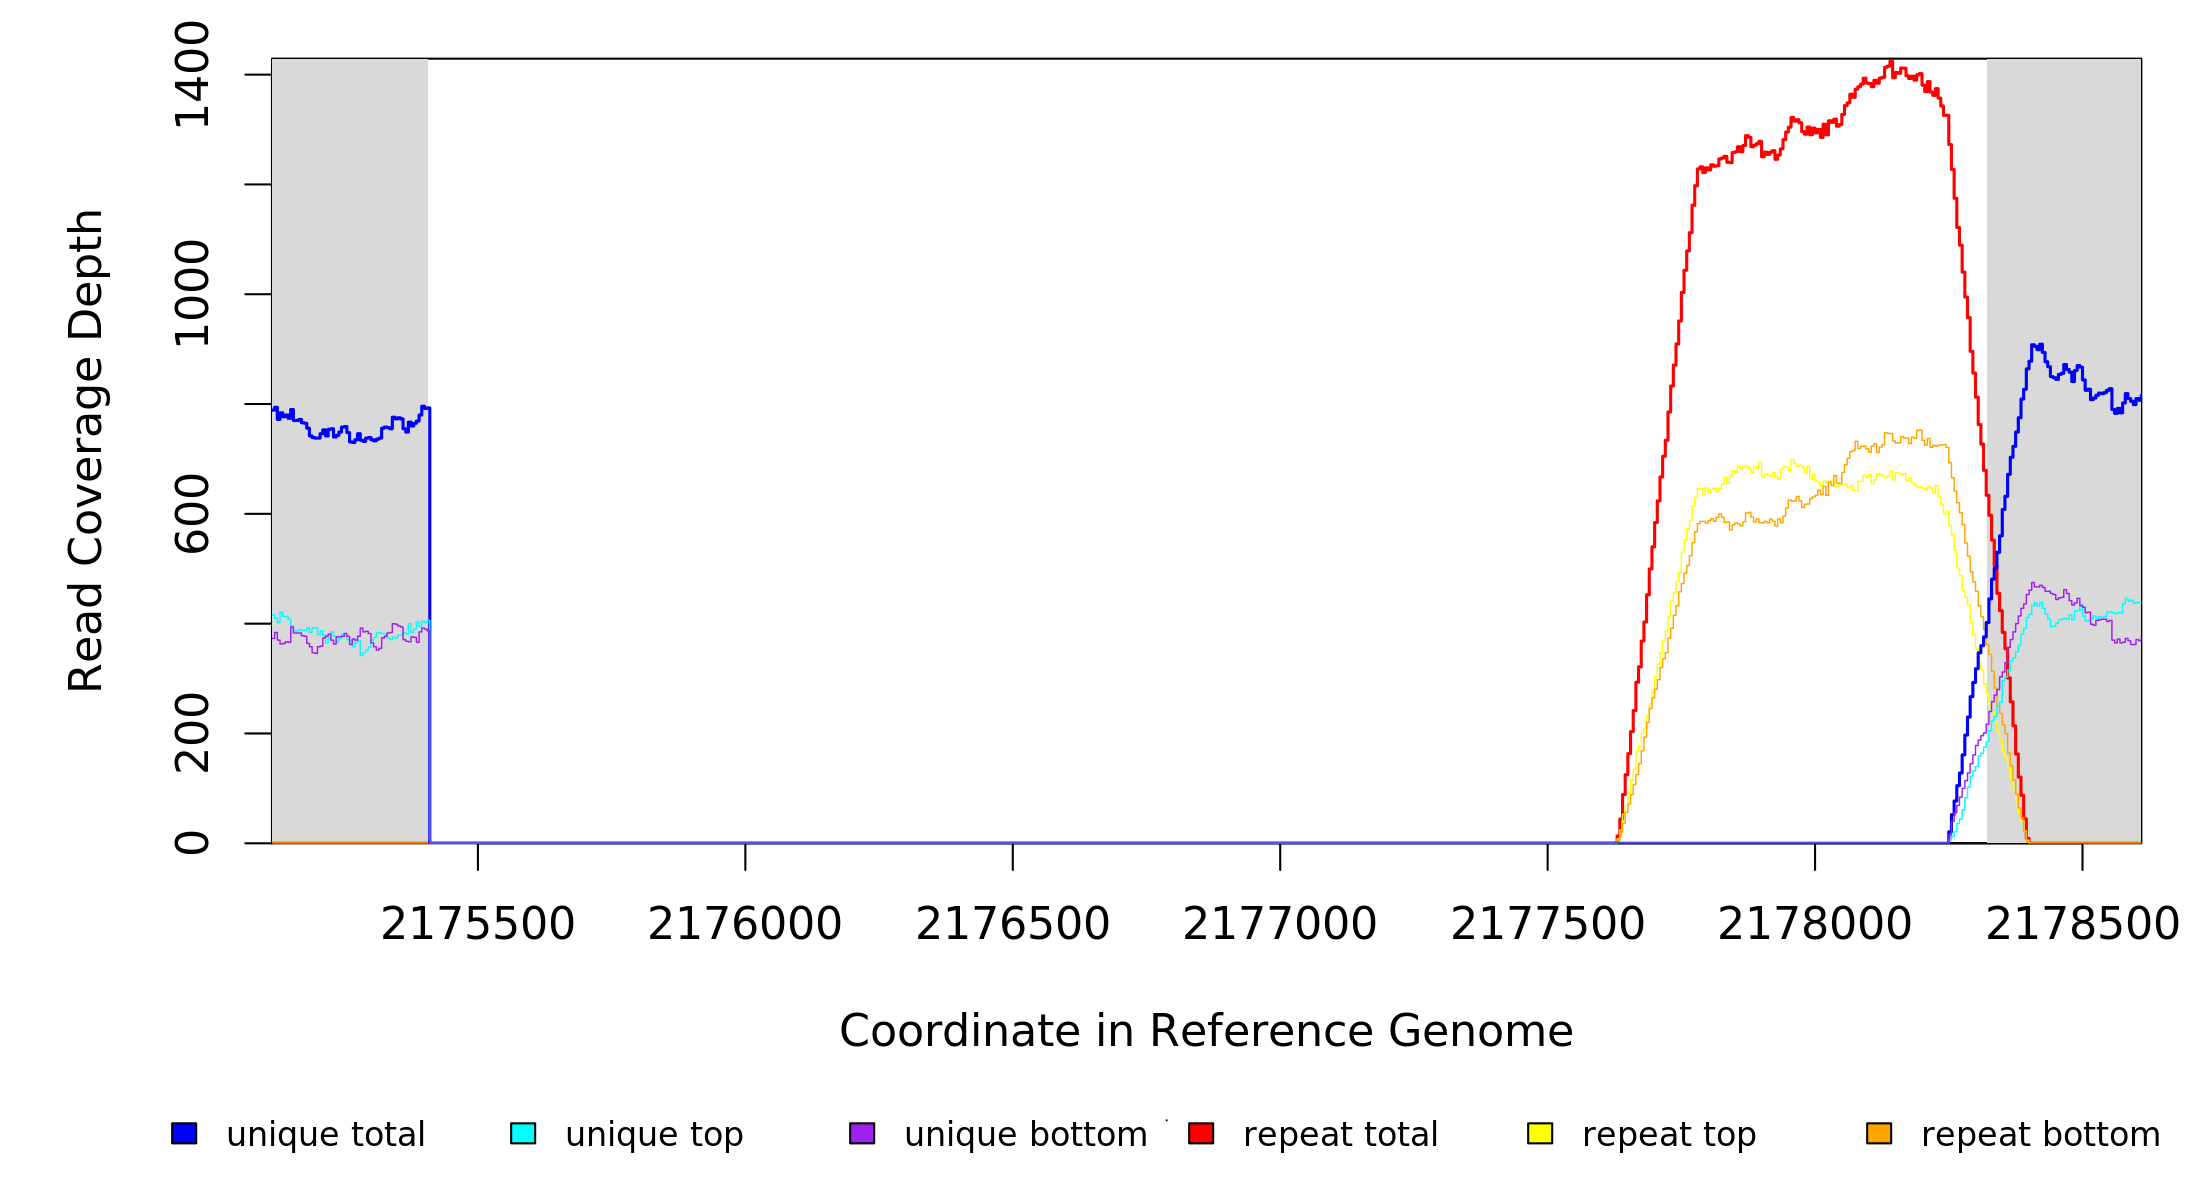 Read Coverage Depth
1400
1000
600
200
0
2175500 2176000 2176500 2177000 2177500 2178000 2178500
Coordinate in Reference Genome
unique total unique top unique bottom repeat total repeat top repeat bottom